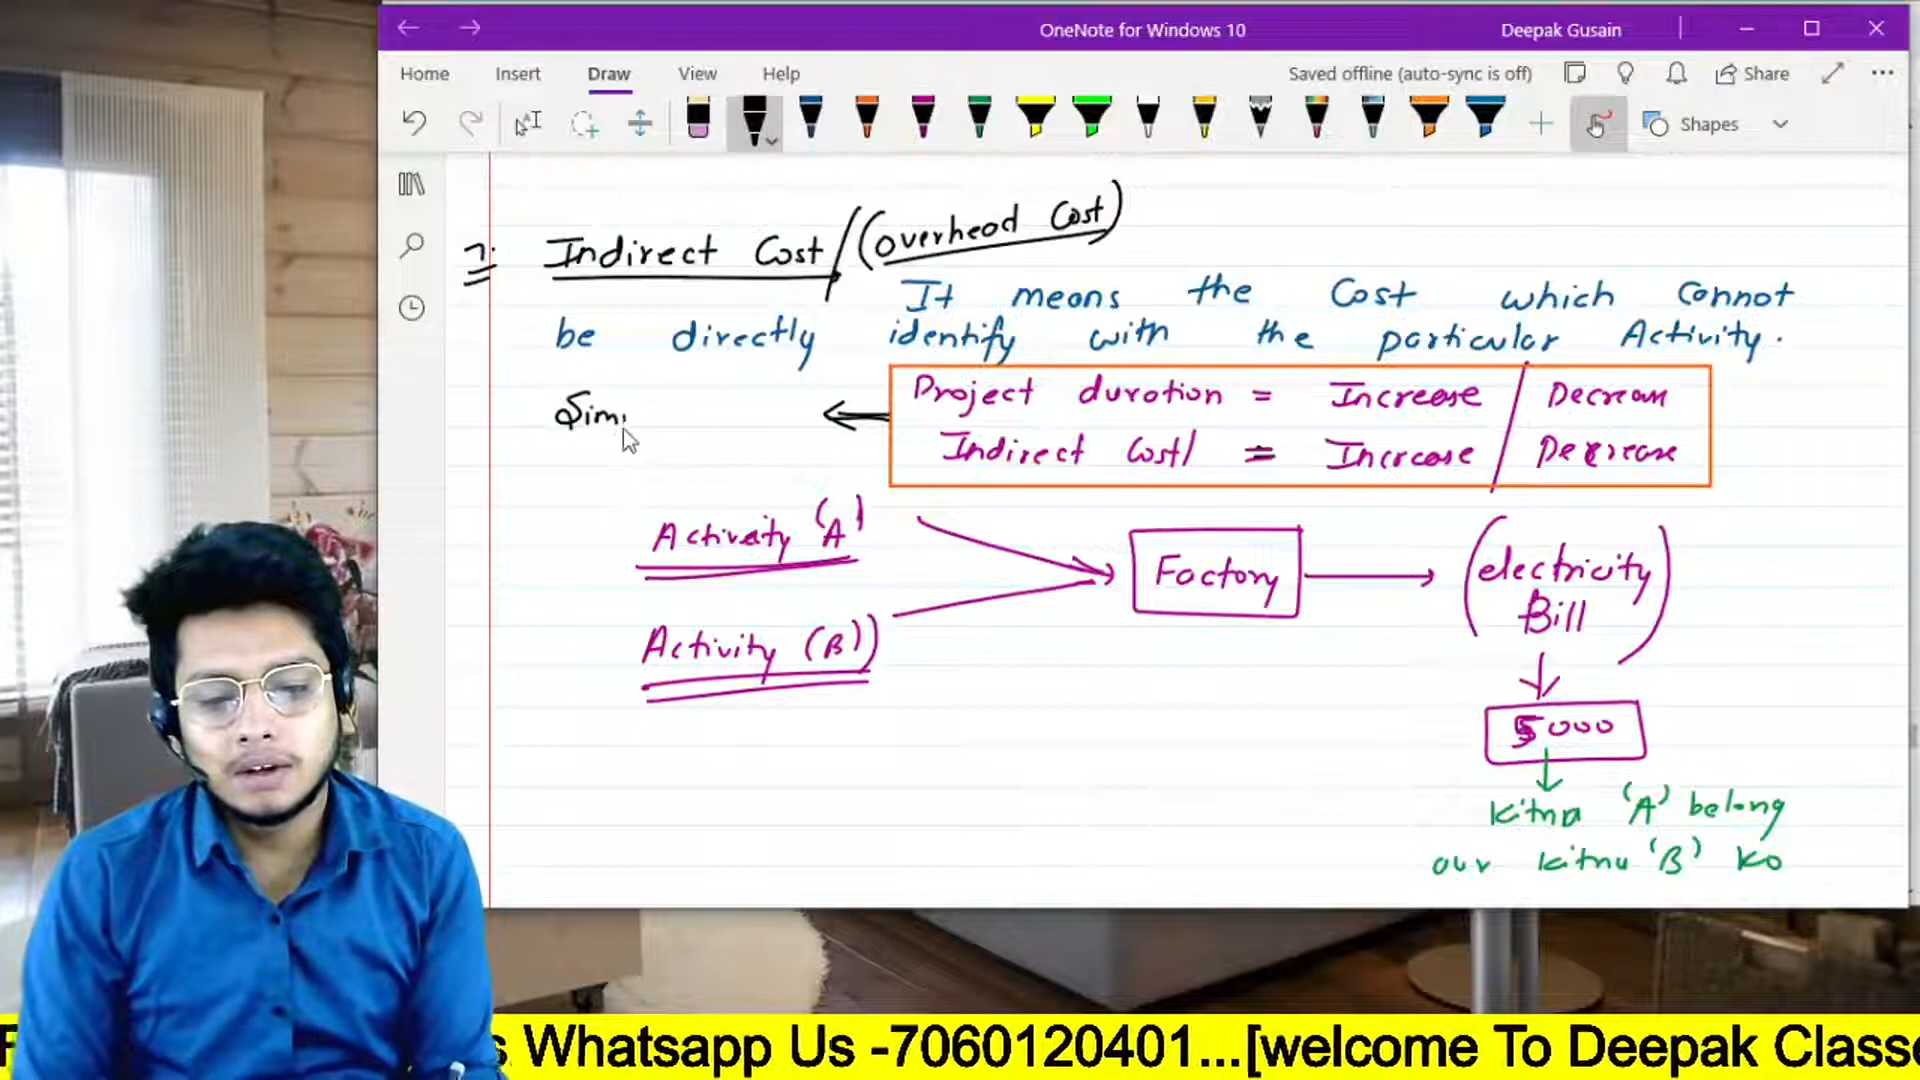 OneNote for Windows 10
Deepak Gusain
Home Insert Draw View Help
Saved offline (auto-sync is off)
Share
Shapes
7. Indirect Cost/(overhead Cost)
It means the Cost which Cannot
be directly identify with the particular Activity.
Project duration = Increase / Decrease
Indirect Cost/ = Increase / Decrease
Sim
Activity (A)
Activity (B)
Factory
(electricity
Bill)
5000
Kitna 'A' belong
our kitna 'B' Ko
s Whatsapp Us -7060120401...[welcome To Deepak Classe